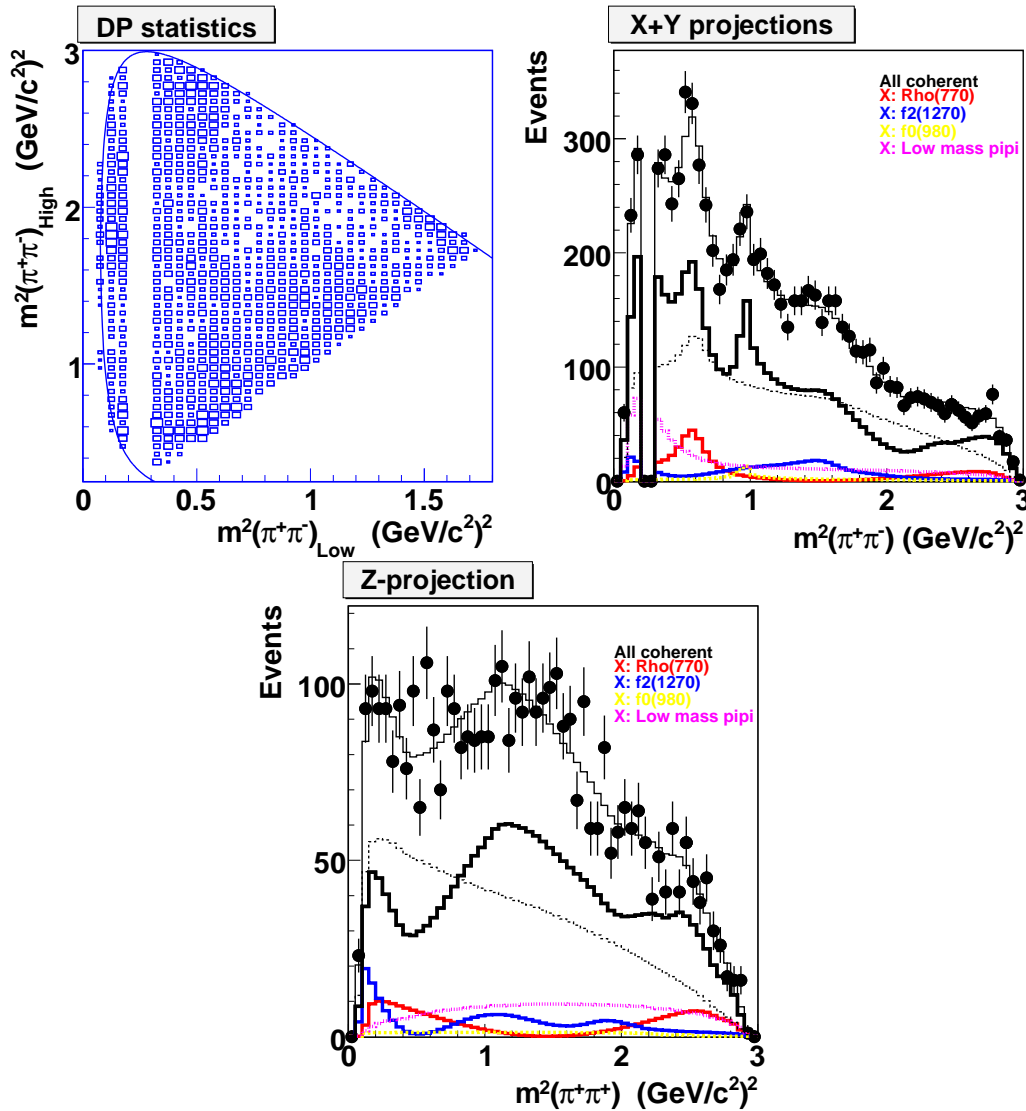 DP statistics
m²(π⁺π⁻)High (GeV/c²)²
3
2
1
0
0.5
1
1.5
m²(π⁺π⁻)Low (GeV/c²)²
X+Y projections
Events
300
200
100
0
All coherent
X: Rho(770)
X: f2(1270)
X: f0(980)
X: Low mass pipi
0
1
2
3
m²(π⁺π⁻) (GeV/c²)²
Z-projection
Events
100
50
0
All coherent
X: Rho(770)
X: f2(1270)
X: f0(980)
X: Low mass pipi
0
1
2
3
m²(π⁺π⁺) (GeV/c²)²